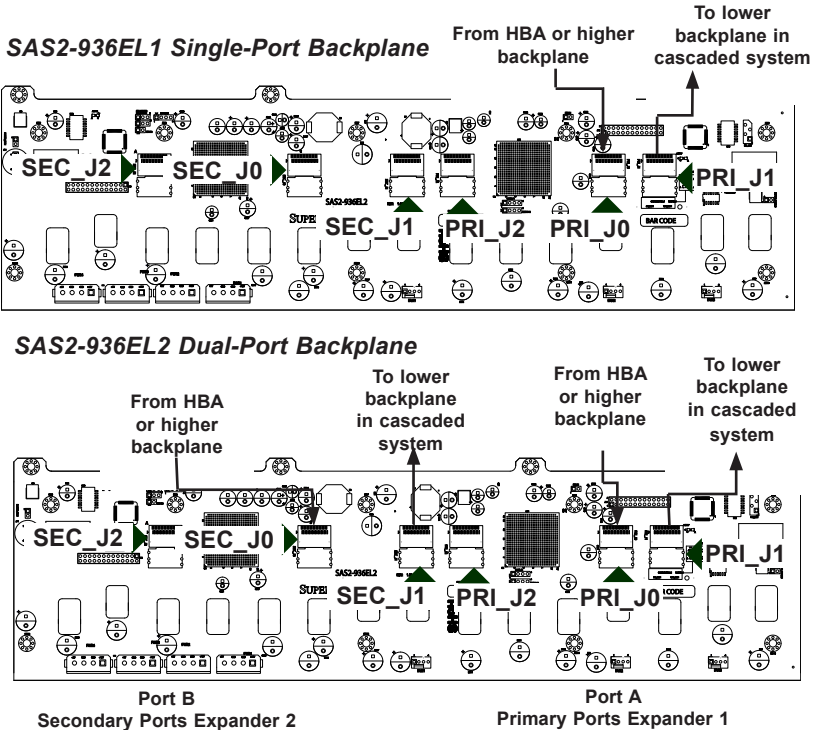 SAS2-936EL1 Single-Port Backplane
From HBA or higher
backplane
To lower
backplane in
cascaded system
SEC_J2
SEC_J0
PRI_J1
SAS2-936EL2
SUPER
SEC_J1
PRI_J2
PRI_J0
BAR CODE
SAS2-936EL2 Dual-Port Backplane
From HBA
or higher
backplane
To lower
backplane
in cascaded
system
From HBA
or higher
backplane
To lower
backplane
in cascaded
system
SEC_J2
SEC_J0
PRI_J1
SAS2-936EL2
SUPER
SEC_J1
PRI_J2
PRI_J0
CODE
Port B
Secondary Ports Expander 2
Port A
Primary Ports Expander 1